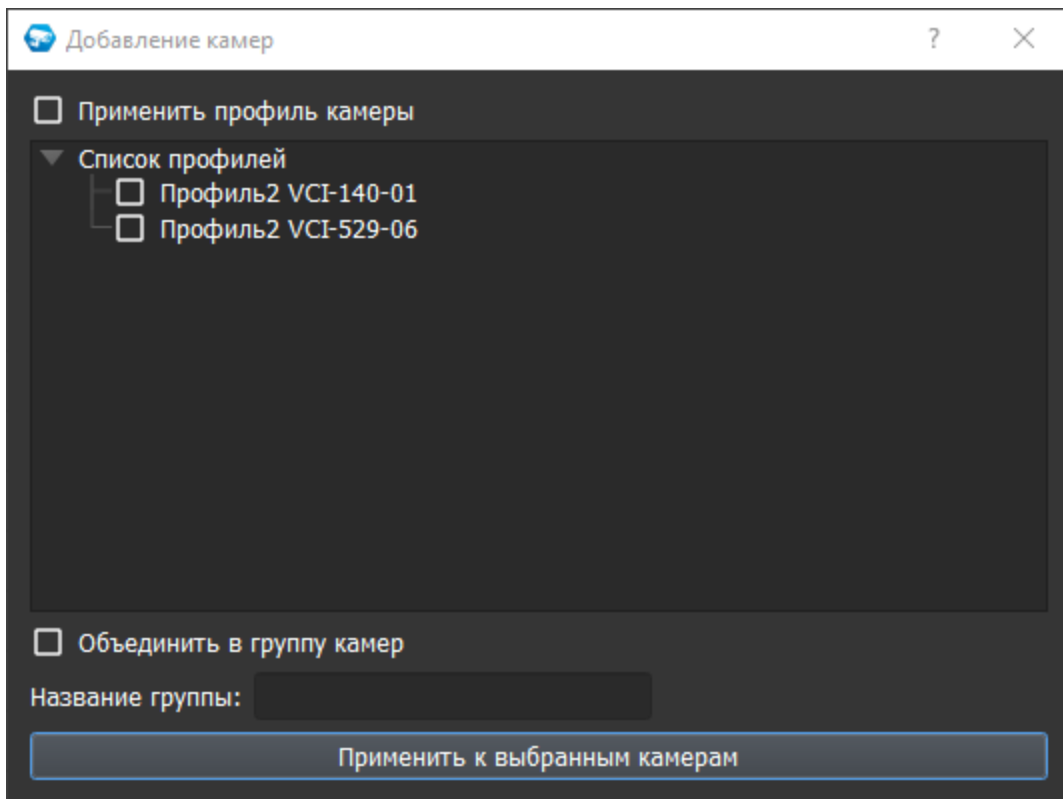 Добавление камер ?
Применить профиль камеры
Список профилей
Профиль2 VCI-140-01
Профиль2 VCI-529-06
Объединить в группу камер
Название группы:
Применить к выбранным камерам